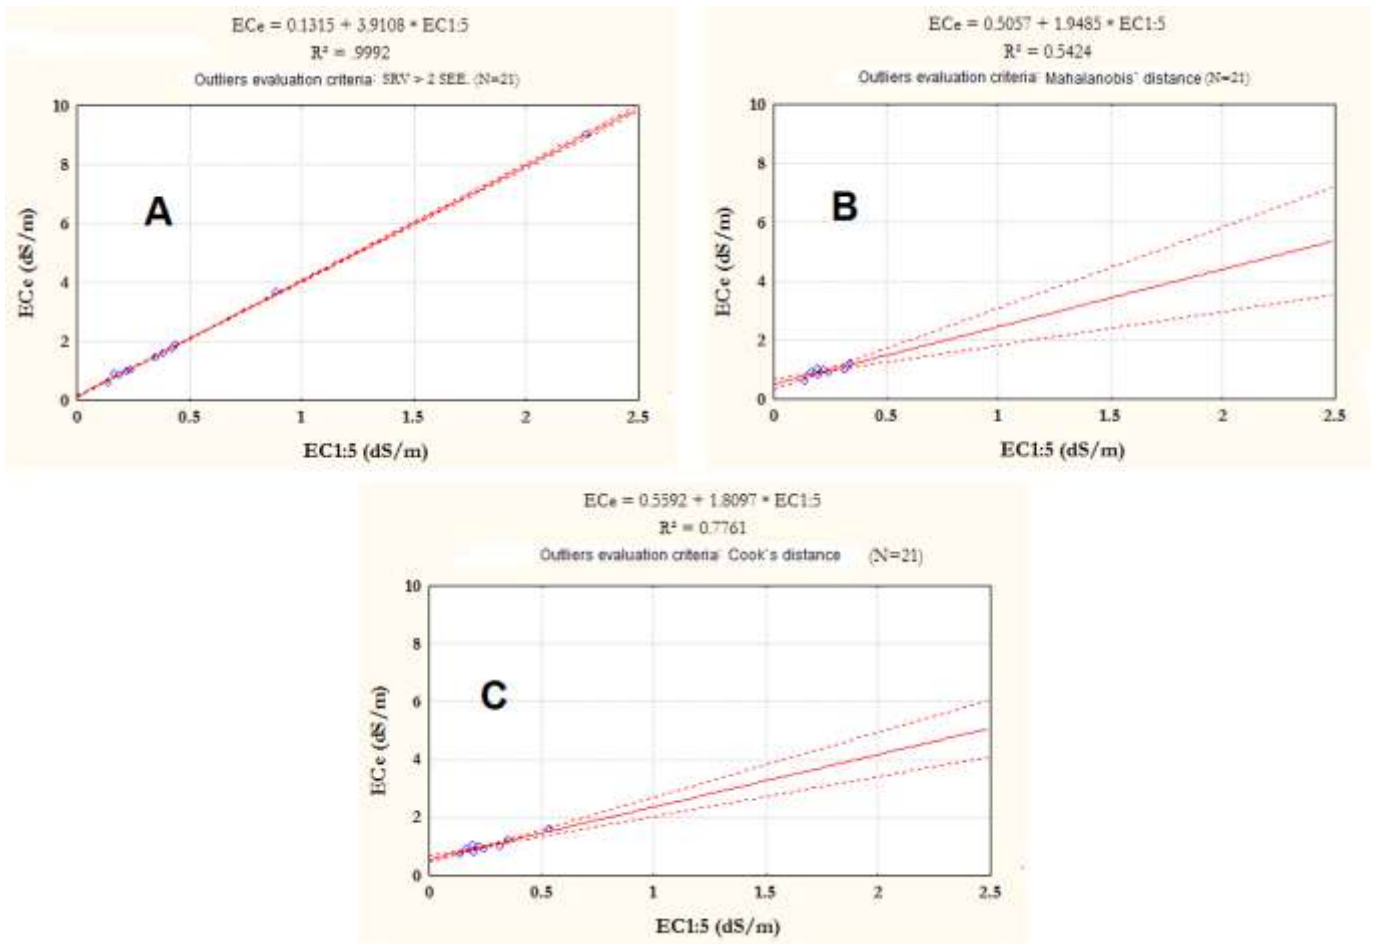 ECe = 0.1315 + 3.9108 * EC1:5
R² = .9992
Outliers evaluation criteria: SRV > 2 SEE. (N=21)
10
8
6
4
2
0
A
ECe (dS/m)
0 0.5 1 1.5 2 2.5
EC1:5 (dS/m)
ECe = 0.5057 + 1.9485 * EC1:5
R² = 0.5424
Outliers evaluation criteria: Mahalanobis` distance (N=21)
10
8
6
4
2
0
B
ECe (dS/m)
0 0.5 1 1.5 2 2.5
EC1:5 (dS/m)
ECe = 0.5592 + 1.8097 * EC1:5
R² = 0.7761
Outliers evaluation criteria: Cook`s distance (N=21)
10
8
6
4
2
0
C
ECe (dS/m)
0 0.5 1 1.5 2 2.5
EC1:5 (dS/m)